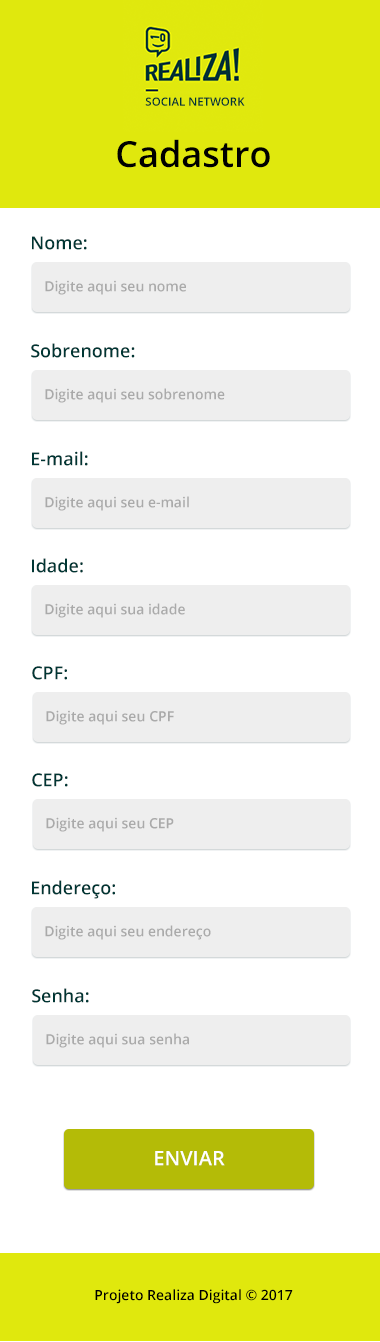 REALIZA!
SOCIAL NETWORK
Cadastro
Nome:
Digite aqui seu nome
Sobrenome:
Digite aqui seu sobrenome
E-mail:
Digite aqui seu e-mail
Idade:
Digite aqui sua idade
CPF:
Digite aqui seu CPF
CEP:
Digite aqui seu CEP
Endereço:
Digite aqui seu endereço
Senha:
Digite aqui sua senha
ENVIAR
Projeto Realiza Digital © 2017